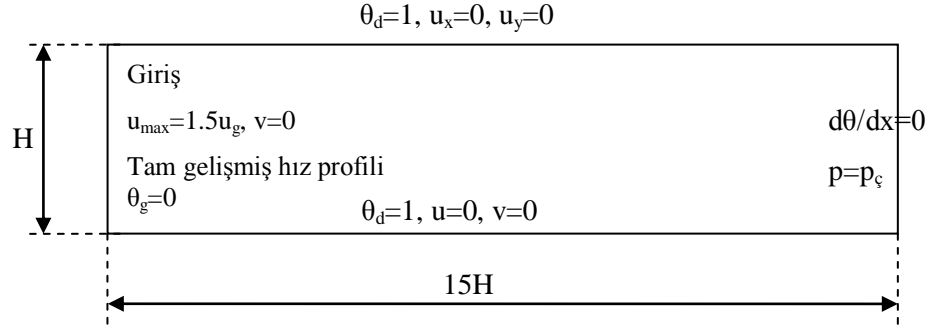 θd=1, ux=0, uy=0
Giriş
umax=1.5ug, v=0
Tam gelişmiş hız profili
θg=0
θd=1, u=0, v=0
dθ/dx=0
p=pç
H
15H